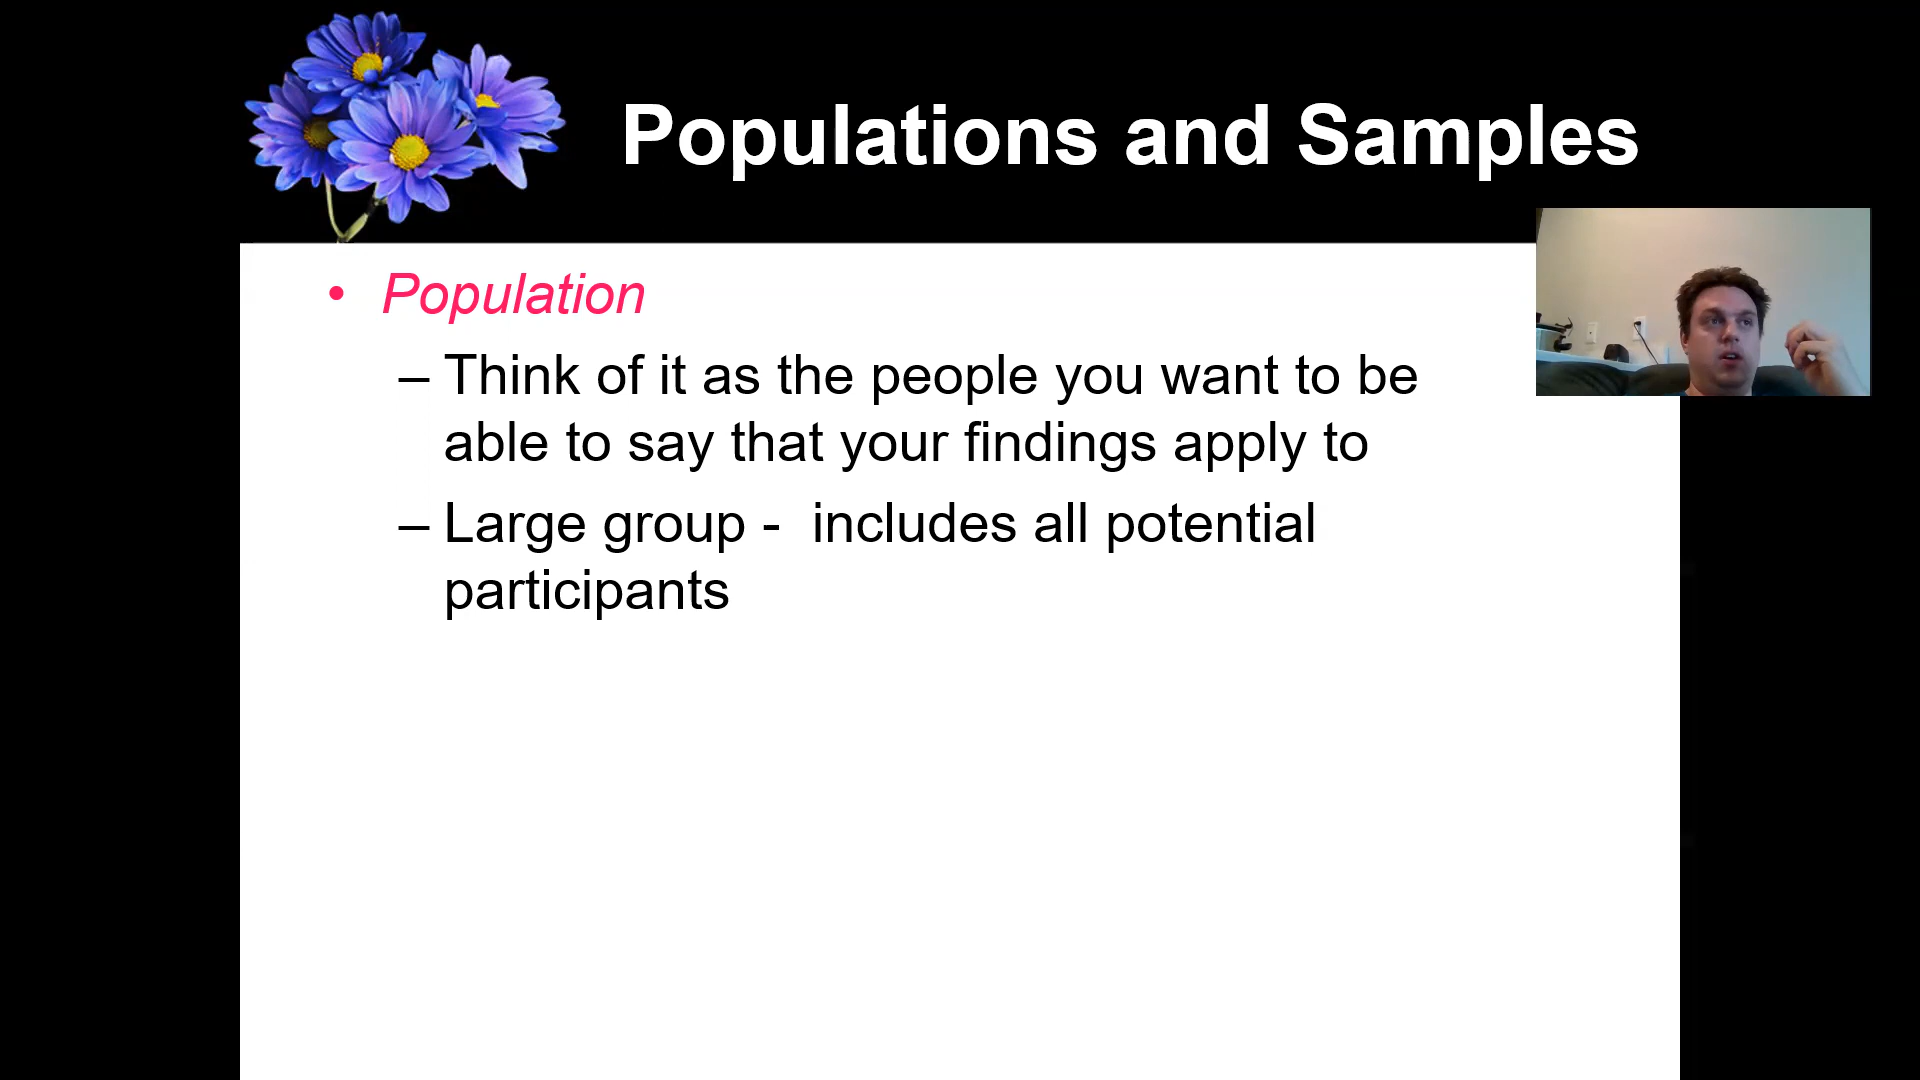 Populations and Samples
• Population
– Think of it as the people you want to be
able to say that your findings apply to
– Large group -  includes all potential
participants